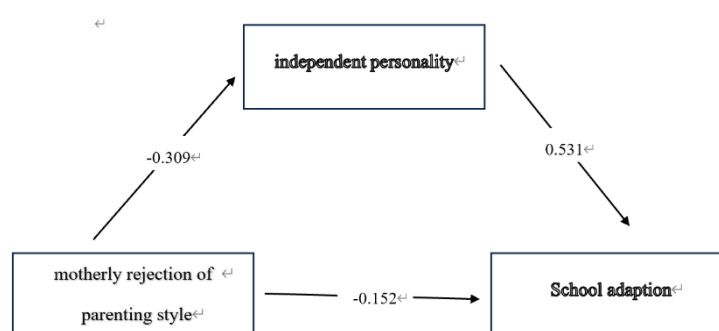 independent personality
-0.309
0.531
motherly rejection of
parenting style
-0.152
School adaption